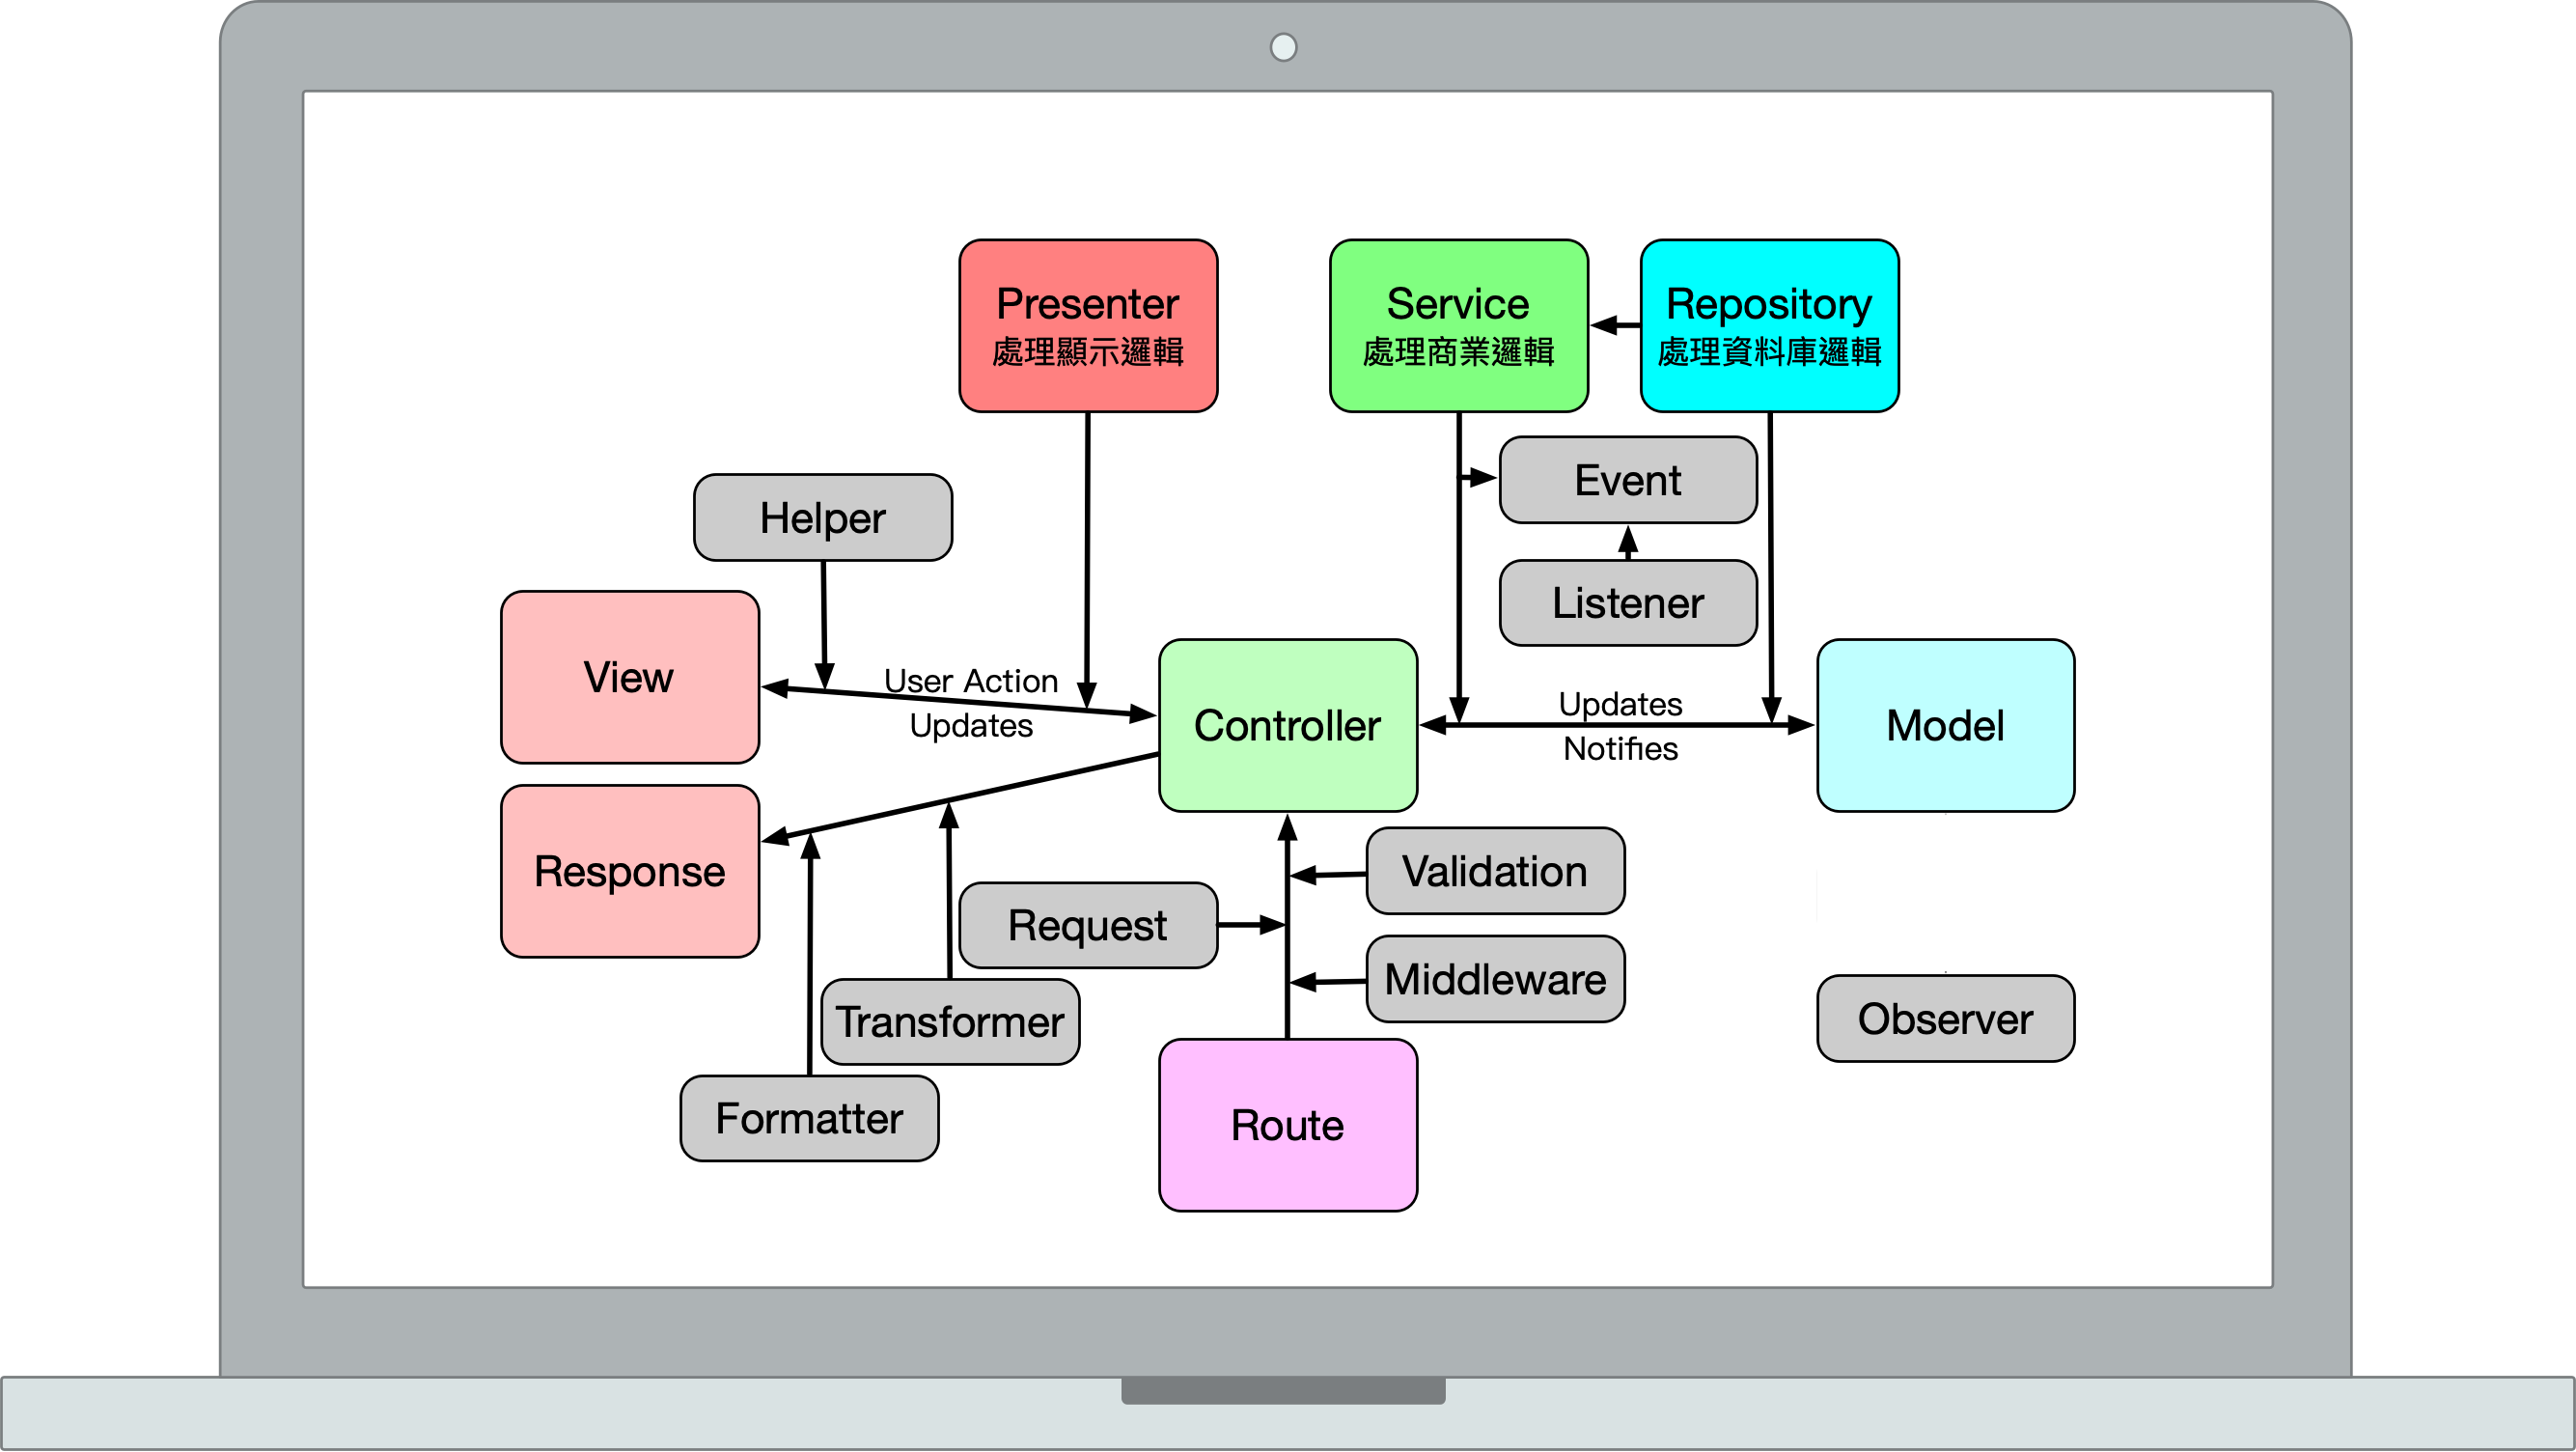 Presenter
處理顯示邏輯
Service
處理商業邏輯
Repository
處理資料庫邏輯
Event
Helper
Listener
View
User Action
Updates
Controller
Updates
Notifies
Model
Response
Validation
Request
Middleware
Transformer
Observer
Formatter
Route